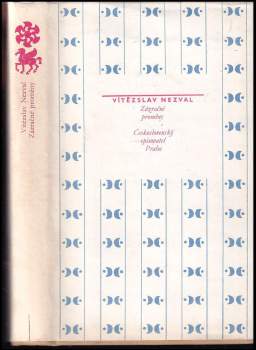 Vítězslav Nezval
Zázračné proměny
VÍTĚZSLAV NEZVAL
Zázračné
proměny
Československý
spisovatel
Praha